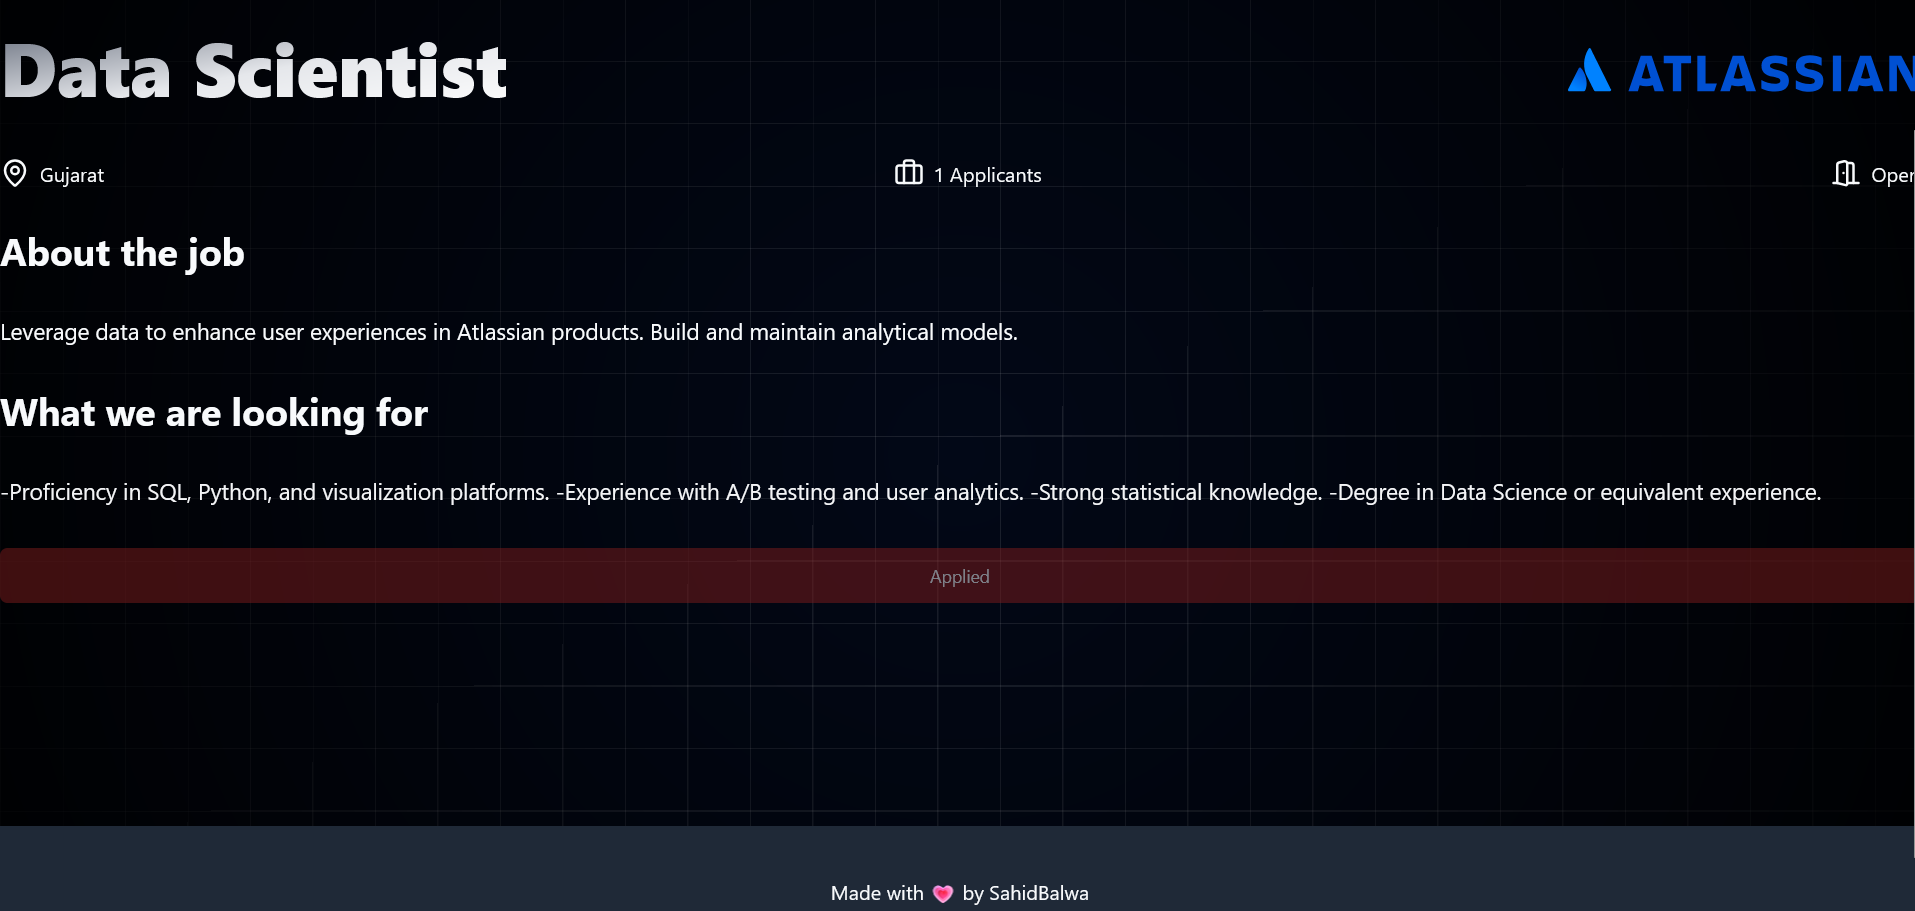 Data Scientist
ATLASSIAN
Gujarat
1 Applicants
Open
About the job
Leverage data to enhance user experiences in Atlassian products. Build and maintain analytical models.
What we are looking for
-Proficiency in SQL, Python, and visualization platforms. -Experience with A/B testing and user analytics. -Strong statistical knowledge. -Degree in Data Science or equivalent experience.
Applied
Made with 💗 by SahidBalwa